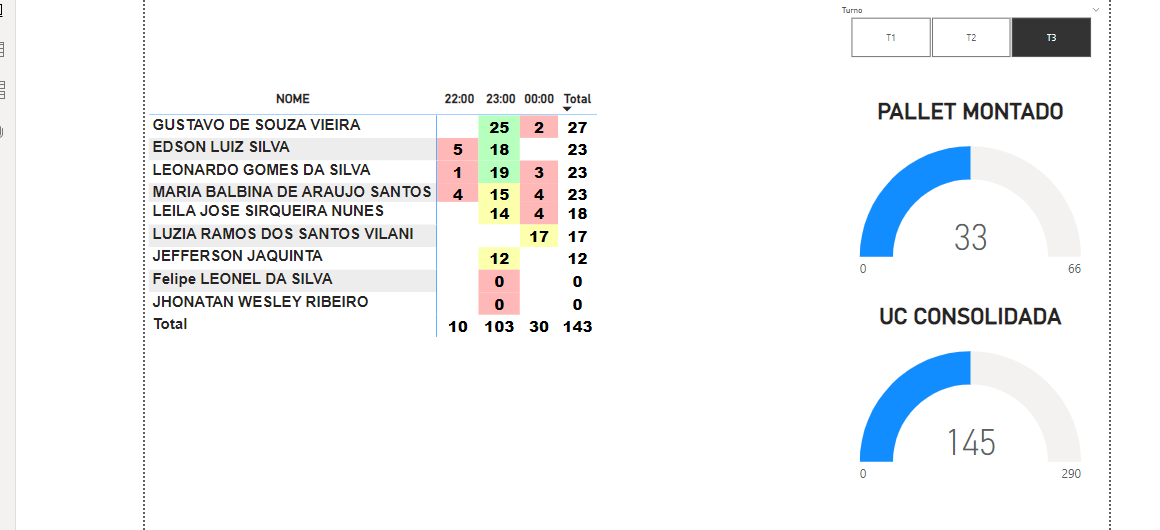 Turno
T1 T2 T3
NOME 22:00 23:00 00:00 Total
GUSTAVO DE SOUZA VIEIRA 25 2 27
EDSON LUIZ SILVA 5 18 23
LEONARDO GOMES DA SILVA 1 19 3 23
MARIA BALBINA DE ARAUJO SANTOS 4 15 4 23
LEILA JOSE SIRQUEIRA NUNES 14 4 18
LUZIA RAMOS DOS SANTOS VILANI 17 17
JEFFERSON JAQUINTA 12 12
Felipe LEONEL DA SILVA 0 0
JHONATAN WESLEY RIBEIRO 0 0
Total 10 103 30 143
PALLET MONTADO
33
0 66
UC CONSOLIDADA
145
0 290